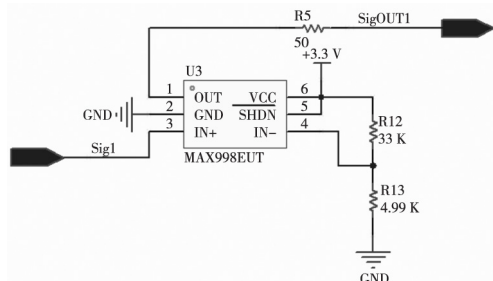 R5
SigOUT1
50
+3.3 V
U3
1 OUT VCC 6
GND 2 GND SHDN 5
3 IN+ IN− 4
Sig1
MAX998EUT
R12
33 K
R13
4.99 K
GND